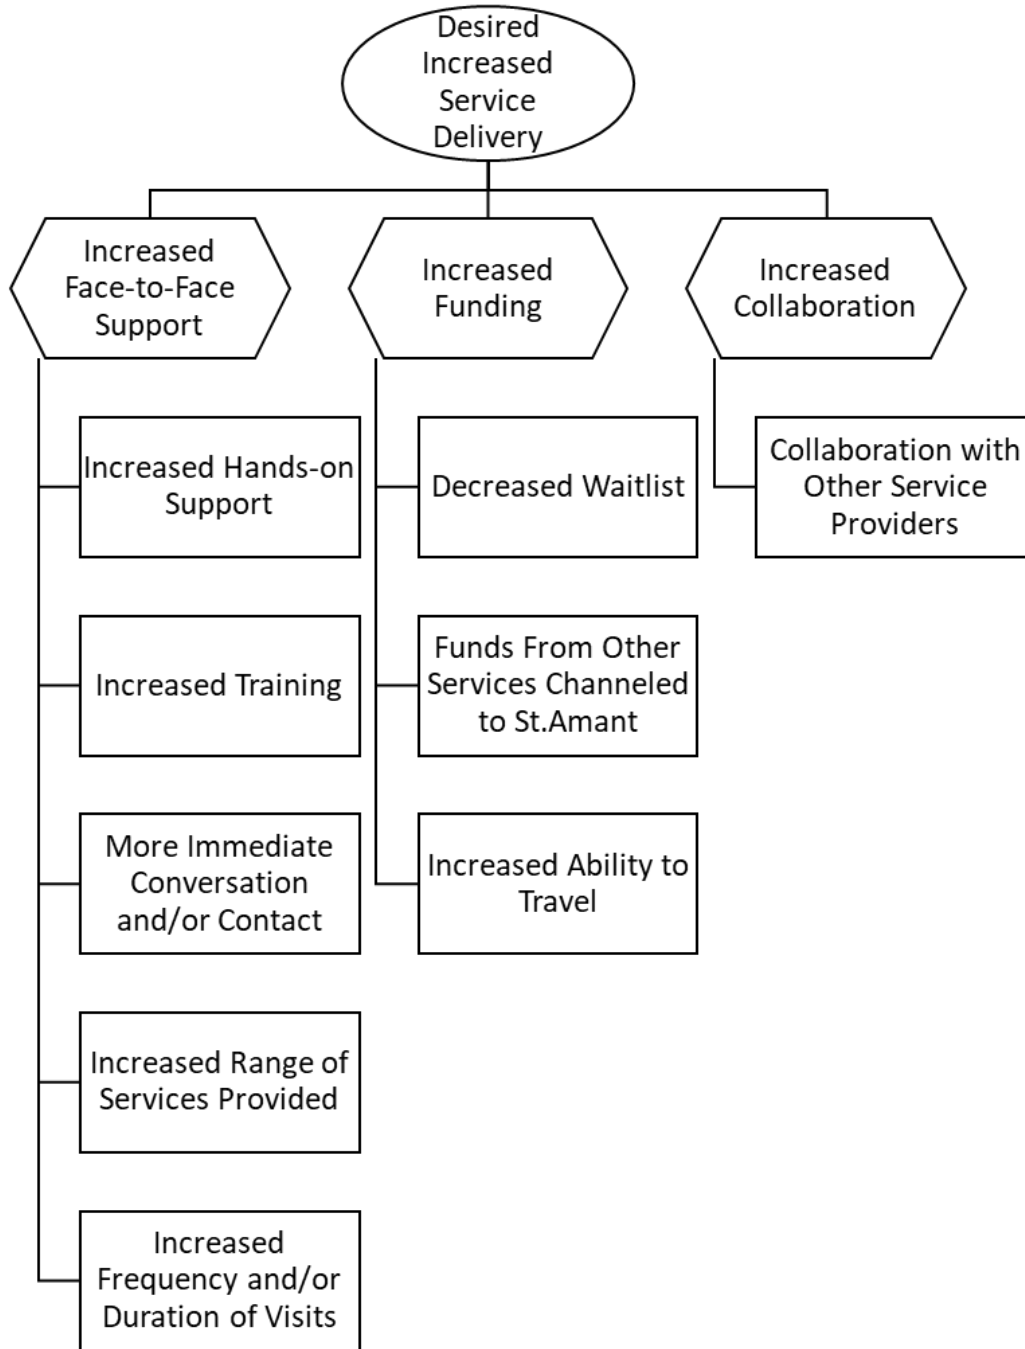 Desired
Increased
Service
Delivery
Increased
Face-to-Face
Support
Increased
Funding
Increased
Collaboration
Increased Hands-on
Support
Increased Training
More Immediate
Conversation
and/or Contact
Increased Range of
Services Provided
Increased
Frequency and/or
Duration of Visits
Decreased Waitlist
Funds From Other
Services Channeled
to St.Amant
Increased Ability to
Travel
Collaboration with
Other Service
Providers